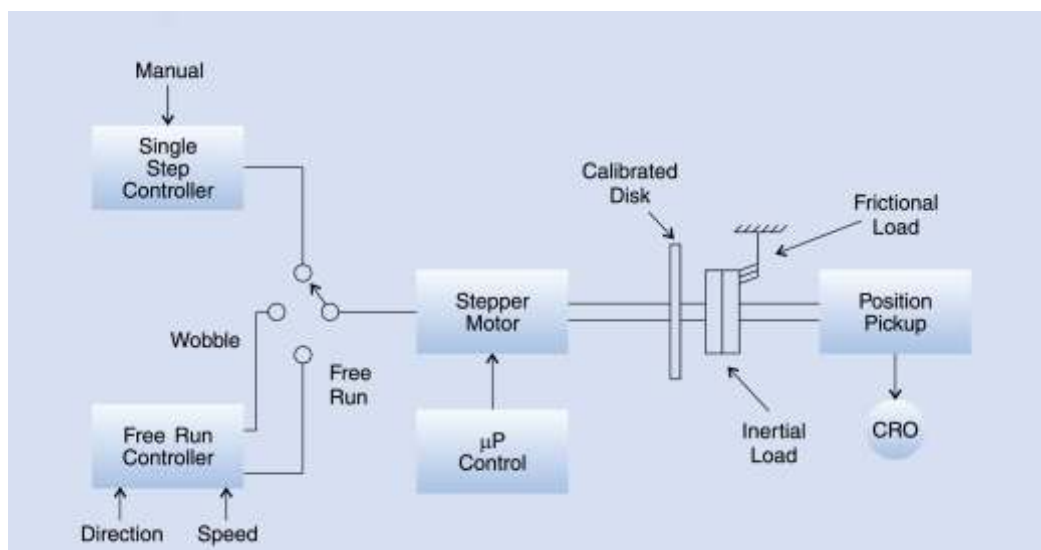 Manual
Single
Step
Controller
Calibrated
Disk
Frictional
Load
Stepper
Motor
Position
Pickup
Wobble
Free
Run
Free Run
Controller
μP
Control
Inertial
Load
CRO
Direction
Speed